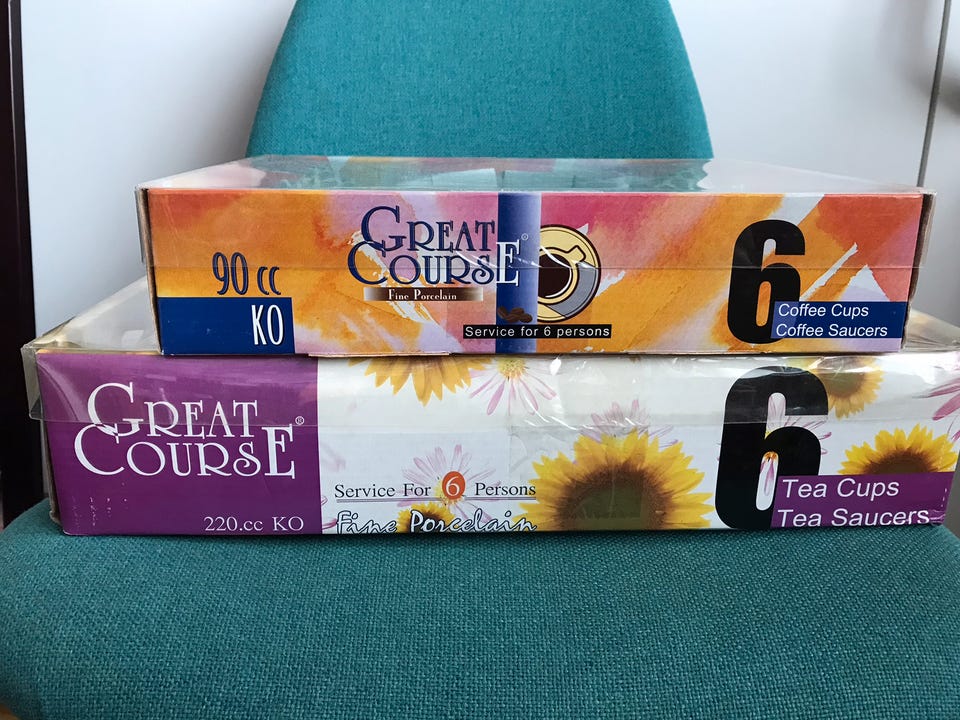 90 cc
KO
GREAT
COURSE®
Fine Porcelain
Service for 6 persons
6
Coffee Cups
Coffee Saucers
GREAT
COURSE®
220.cc KO
Service For 6 Persons
Fine Porcelain
6
Tea Cups
Tea Saucers